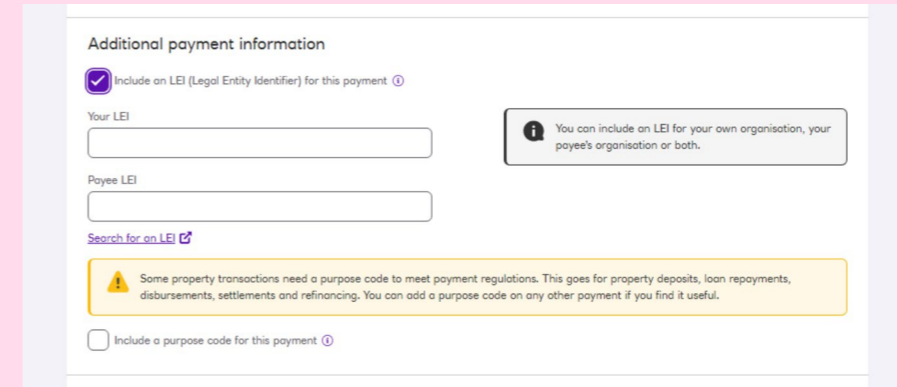 Additional payment information
Include an LEI (Legal Entity Identifier) for this payment
Your LEI
You can include an LEI for your own organisation, your
payee's organisation or both.
Payee LEI
Search for an LEI
Some property transactions need a purpose code to meet payment regulations. This goes for property deposits, loan repayments,
disbursements, settlements and refinancing. You can add a purpose code on any other payment if you find it useful.
Include a purpose code for this payment